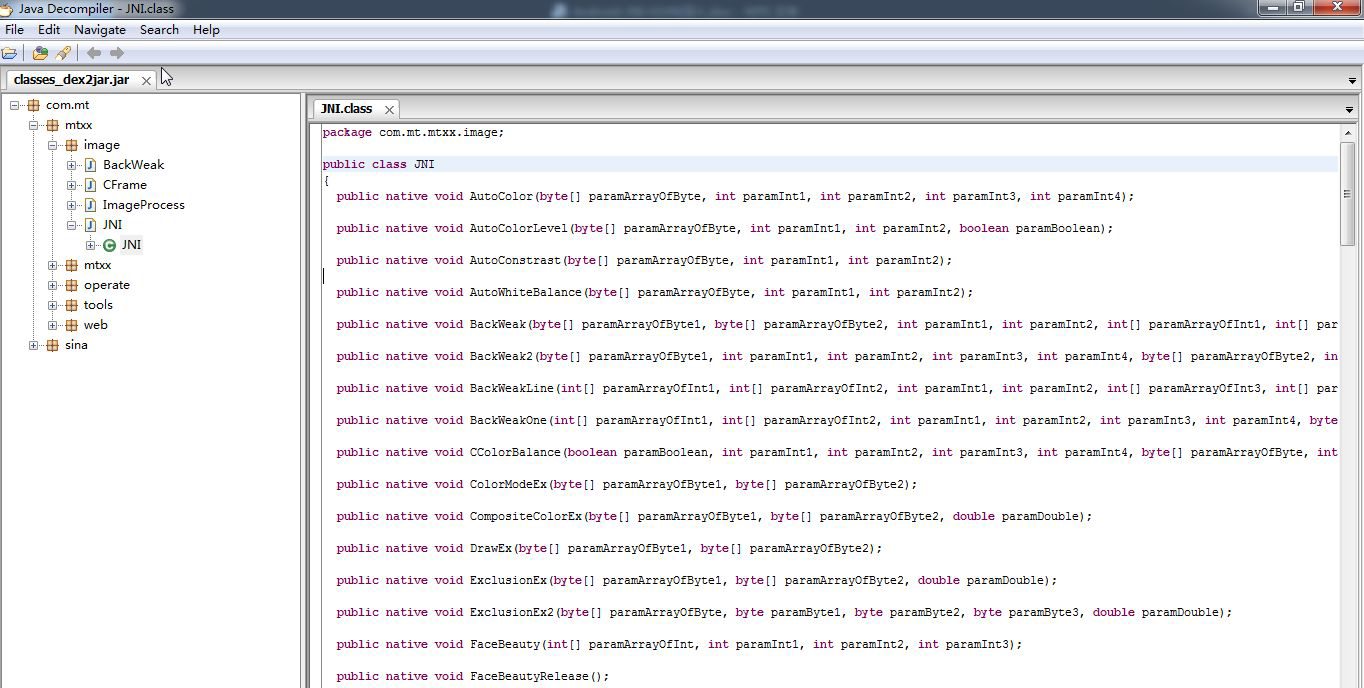 Java Decompiler - JNI.class
File Edit Navigate Search Help
classes_dex2jar.jar
com.mt
mtxx
image
BackWeak
CFrame
ImageProcess
JNI
JNI
mtxx
operate
tools
web
sina
JNI.class
package com.mt.mtxx.image;
public class JNI
{
public native void AutoColor(byte[] paramArrayOfByte, int paramInt1, int paramInt2, int paramInt3, int paramInt4);
public native void AutoColorLevel(byte[] paramArrayOfByte, int paramInt1, int paramInt2, boolean paramBoolean);
public native void AutoConstrast(byte[] paramArrayOfByte, int paramInt1, int paramInt2);
public native void AutoWhiteBalance(byte[] paramArrayOfByte, int paramInt1, int paramInt2);
public native void BackWeak(byte[] paramArrayOfByte1, byte[] paramArrayOfByte2, int paramInt1, int paramInt2, int[] paramArrayOfInt1, int[] par
public native void BackWeak2(byte[] paramArrayOfByte1, int paramInt1, int paramInt2, int paramInt3, int paramInt4, byte[] paramArrayOfByte2, in
public native void BackWeakLine(int[] paramArrayOfInt1, int[] paramArrayOfInt2, int paramInt1, int paramInt2, int[] paramArrayOfInt3, int[] par
public native void BackWeakOne(int[] paramArrayOfInt1, int[] paramArrayOfInt2, int paramInt1, int paramInt2, int paramInt3, int paramInt4, byte
public native void CColorBalance(boolean paramBoolean, int paramInt1, int paramInt2, int paramInt3, int paramInt4, byte[] paramArrayOfByte, int
public native void ColorModeEx(byte[] paramArrayOfByte1, byte[] paramArrayOfByte2);
public native void CompositeColorEx(byte[] paramArrayOfByte1, byte[] paramArrayOfByte2, double paramDouble);
public native void DrawEx(byte[] paramArrayOfByte1, byte[] paramArrayOfByte2);
public native void ExclusionEx(byte[] paramArrayOfByte1, byte[] paramArrayOfByte2, double paramDouble);
public native void ExclusionEx2(byte[] paramArrayOfByte, byte paramByte1, byte paramByte2, byte paramByte3, double paramDouble);
public native void FaceBeauty(int[] paramArrayOfInt, int paramInt1, int paramInt2, int paramInt3);
public native void FaceBeautyRelease();